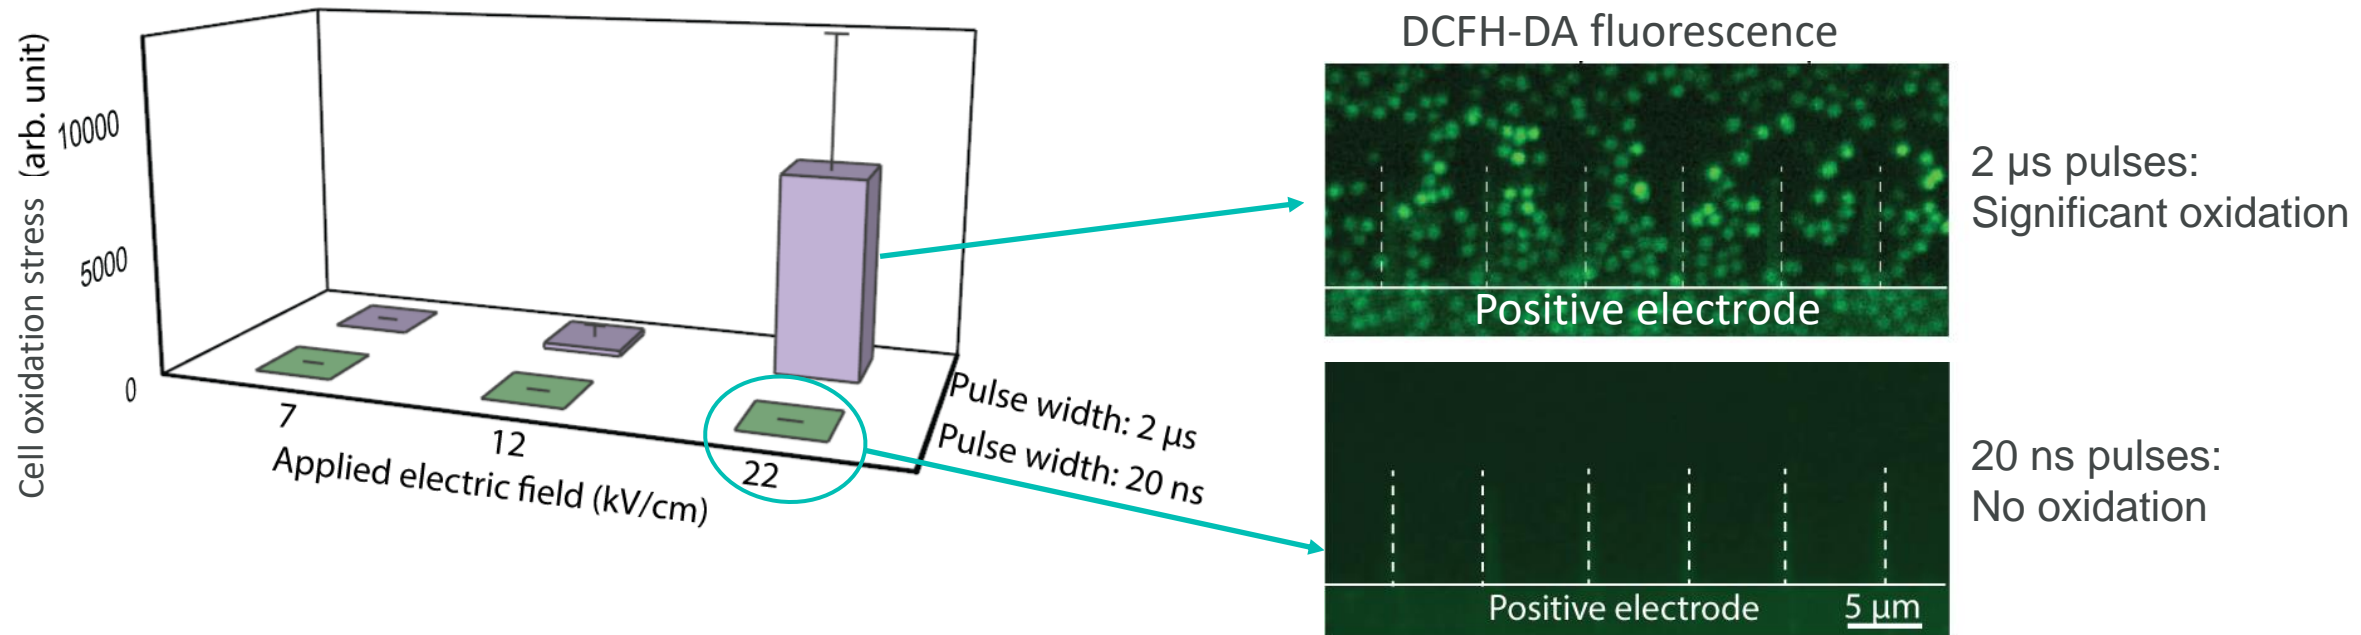 Cell oxidation stress (arb. unit)
10000
5000
0
7
12
22
Applied electric field (kV/cm)
Pulse width: 2 μs
Pulse width: 20 ns
DCFH-DA fluorescence
Positive electrode
2 μs pulses:
Significant oxidation
Positive electrode
5 μm
20 ns pulses:
No oxidation